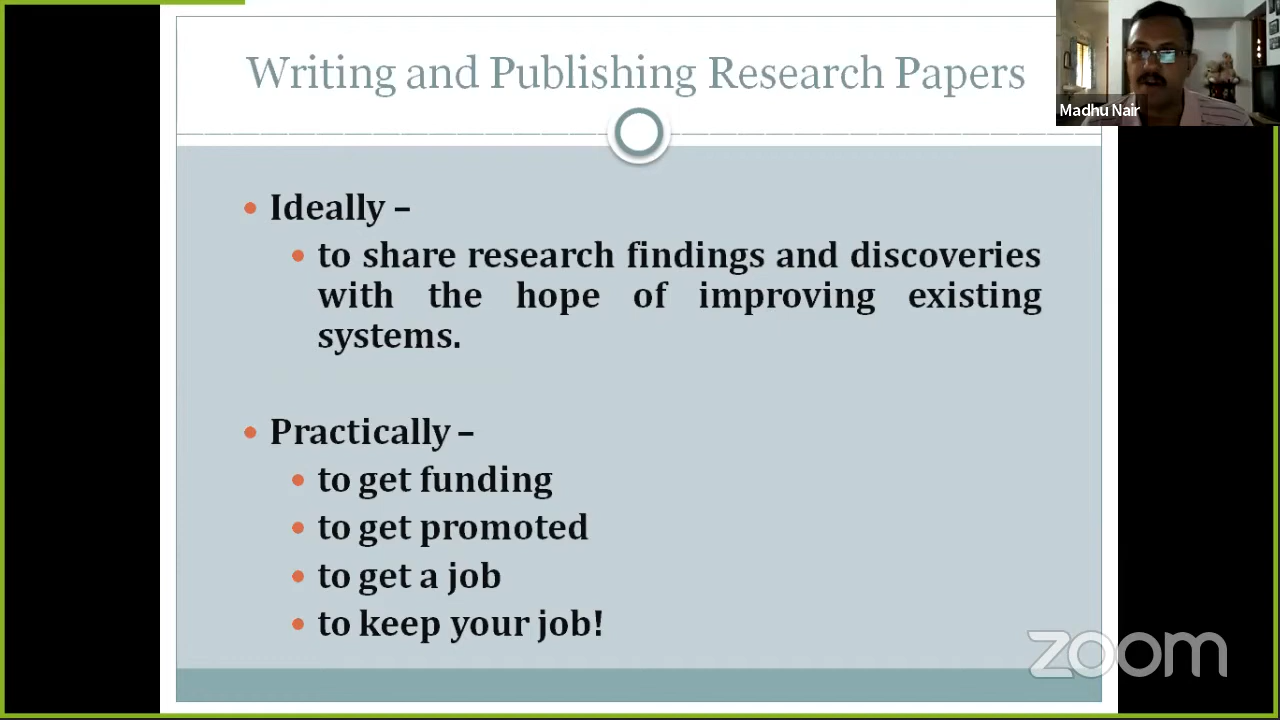 Writing and Publishing Research Papers
Madhu Nair
Ideally –
to share research findings and discoveries
with the hope of improving existing
systems.
Practically –
to get funding
to get promoted
to get a job
to keep your job!
zoom